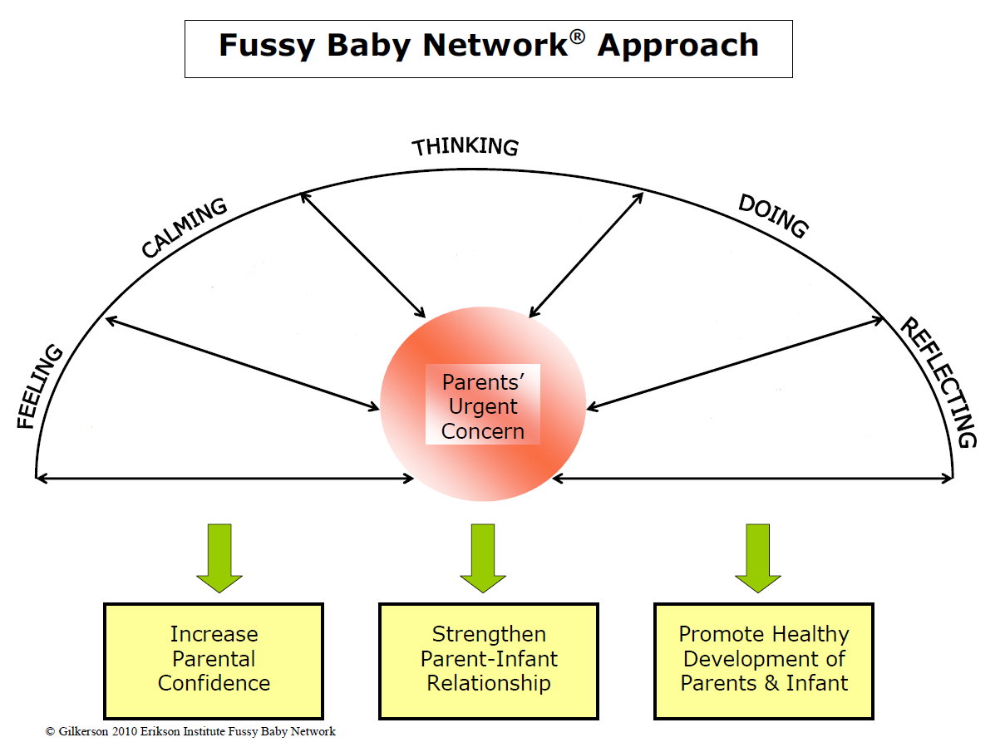 Fussy Baby Network® Approach
THINKING
CALMING
DOING
FEELING
REFLECTING
Parents’
Urgent
Concern
Increase
Parental
Confidence
Strengthen
Parent-Infant
Relationship
Promote Healthy
Development of
Parents & Infant
© Gilkerson 2010 Erikson Institute Fussy Baby Network